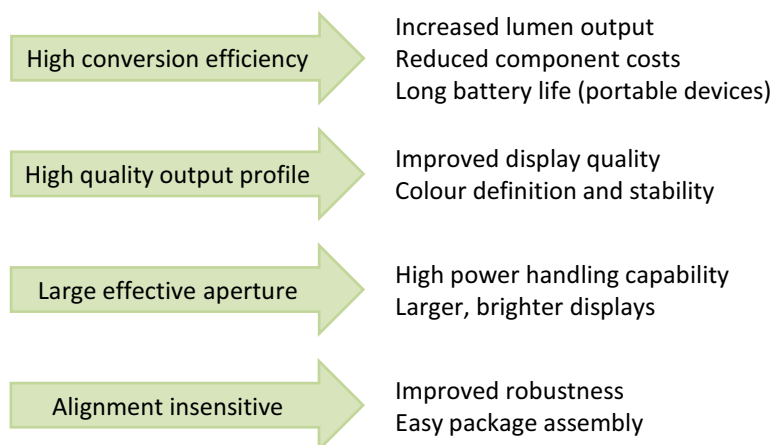 High conversion efficiency
Increased lumen output
Reduced component costs
Long battery life (portable devices)
High quality output profile
Improved display quality
Colour definition and stability
Large effective aperture
High power handling capability
Larger, brighter displays
Alignment insensitive
Improved robustness
Easy package assembly